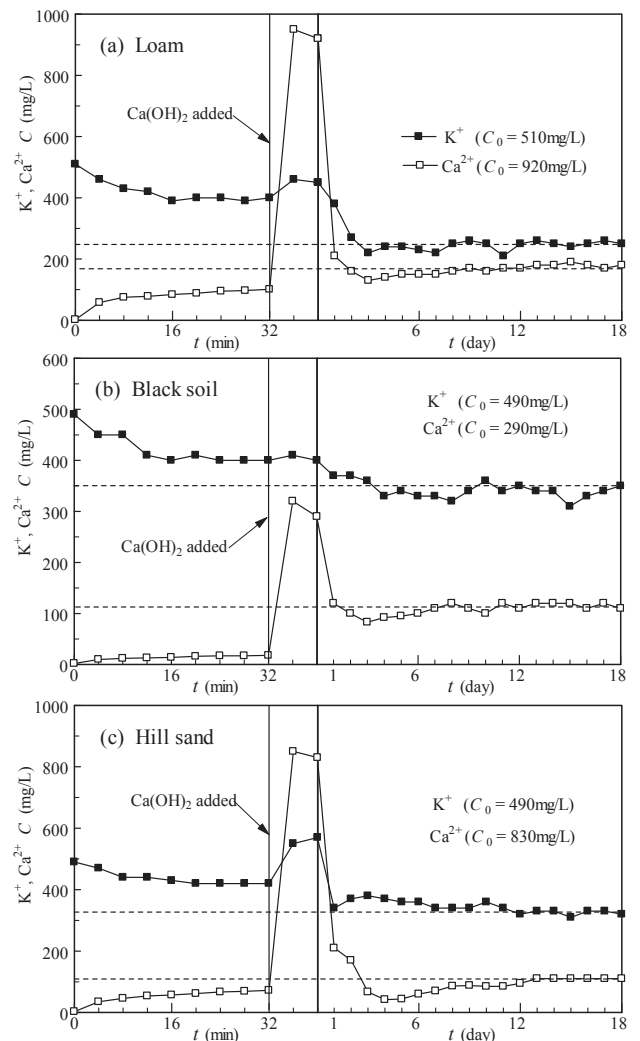 1000
(a) Loam
800
Ca(OH)2 added
600
K+ (C0 = 510mg/L)
Ca2+ (C0 = 920mg/L)
400
200
0
K+, Ca2+ C (mg/L)
0 16 32 6 12 18
t (min) t (day)
600
(b) Black soil
500
K+ (C0 = 490mg/L)
Ca2+ (C0 = 290mg/L)
400
300
Ca(OH)2 added
200
100
0
K+, Ca2+ C (mg/L)
0 16 32 1 6 12 18
t (min) t (day)
1000
(c) Hill sand
800
Ca(OH)2 added
K+ (C0 = 490mg/L)
600
Ca2+ (C0 = 830mg/L)
400
200
0
K+, Ca2+ C (mg/L)
0 16 32 1 6 12 18
t (min) t (day)